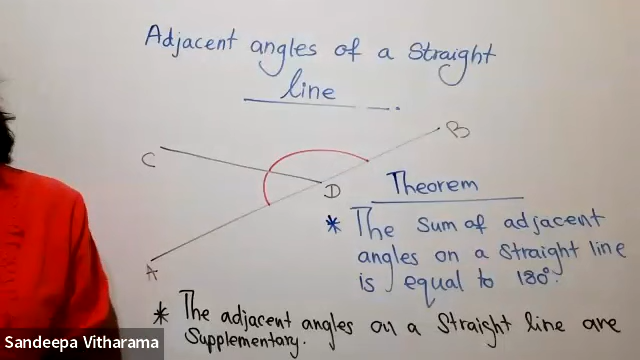 Adjacent angles of a Straight
line
B
C
D
A
Theorem
* The sum of adjacent
angles on a straight line
is equal to 180°.
* The adjacent angles on a Straight line are
Supplementary.
Sandeepa Vitharama